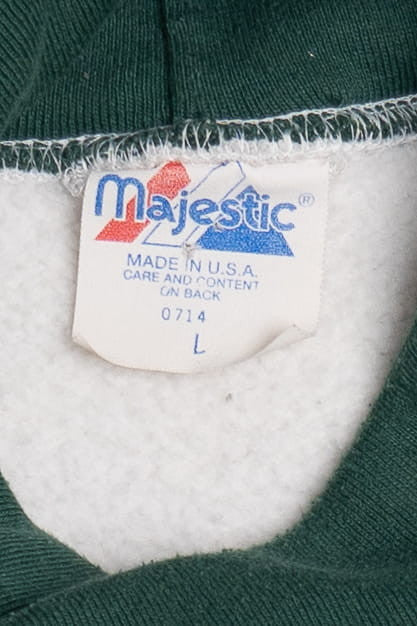 Majestic®
MADE IN U.S.A.
CARE AND CONTENT
ON BACK
0714
L